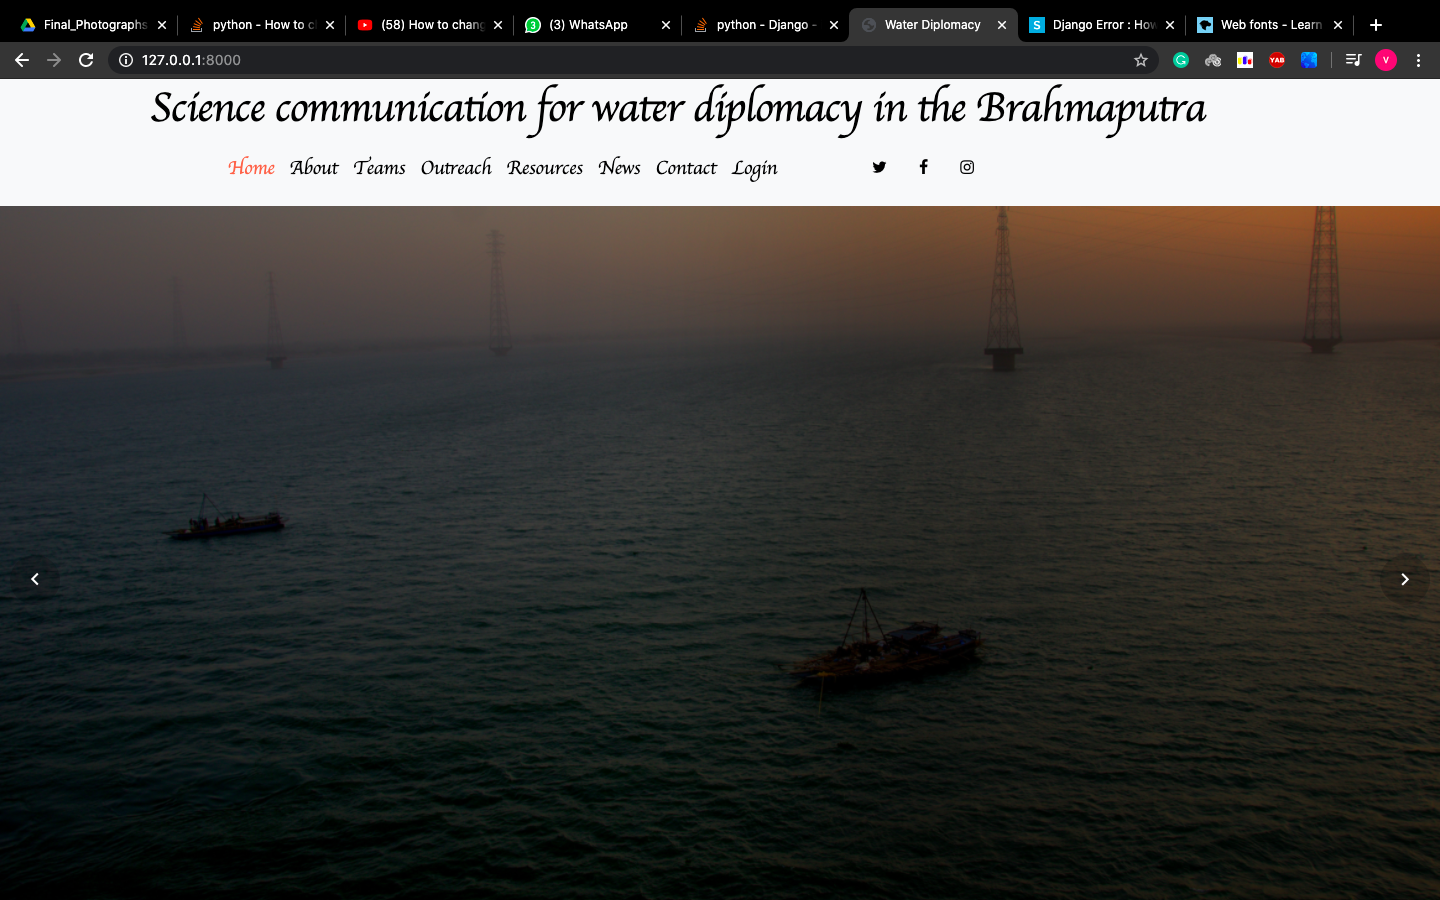 Final_Photographs
python - How to c
(58) How to chang
3
(3) WhatsApp
python - Django -
Water Diplomacy
S
Django Error : How
Web fonts - Learn
127.0.0.1:8000
YAB
V
Science communication for water diplomacy in the Brahmaputra
Home About Teams Outreach Resources News Contact Login